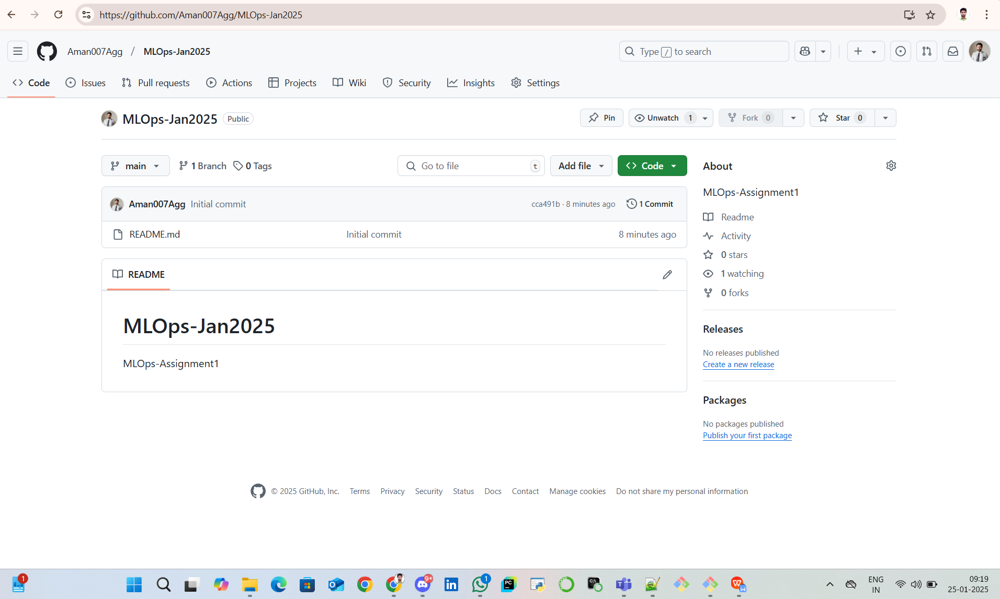 https://github.com/Aman007Agg/MLOps-Jan2025
Aman007Agg / MLOps-Jan2025
Type / to search
Code Issues Pull requests Actions Projects Wiki Security Insights Settings
MLOps-Jan2025 Public
Pin Unwatch 1 Fork 0 Star 0
main 1 Branch 0 Tags
Go to file t Add file Code
Aman007Agg Initial commit cca491b · 8 minutes ago 1 Commit
README.md Initial commit 8 minutes ago
README
MLOps-Jan2025
MLOps-Assignment1
About
MLOps-Assignment1
Readme
Activity
0 stars
1 watching
0 forks
Releases
No releases published
Create a new release
Packages
No packages published
Publish your first package
© 2025 GitHub, Inc. Terms Privacy Security Status Docs Contact Manage cookies Do not share my personal information
1
9+
in
1
PC
C:\
W
W
ENG
IN
09:19
25-01-2025